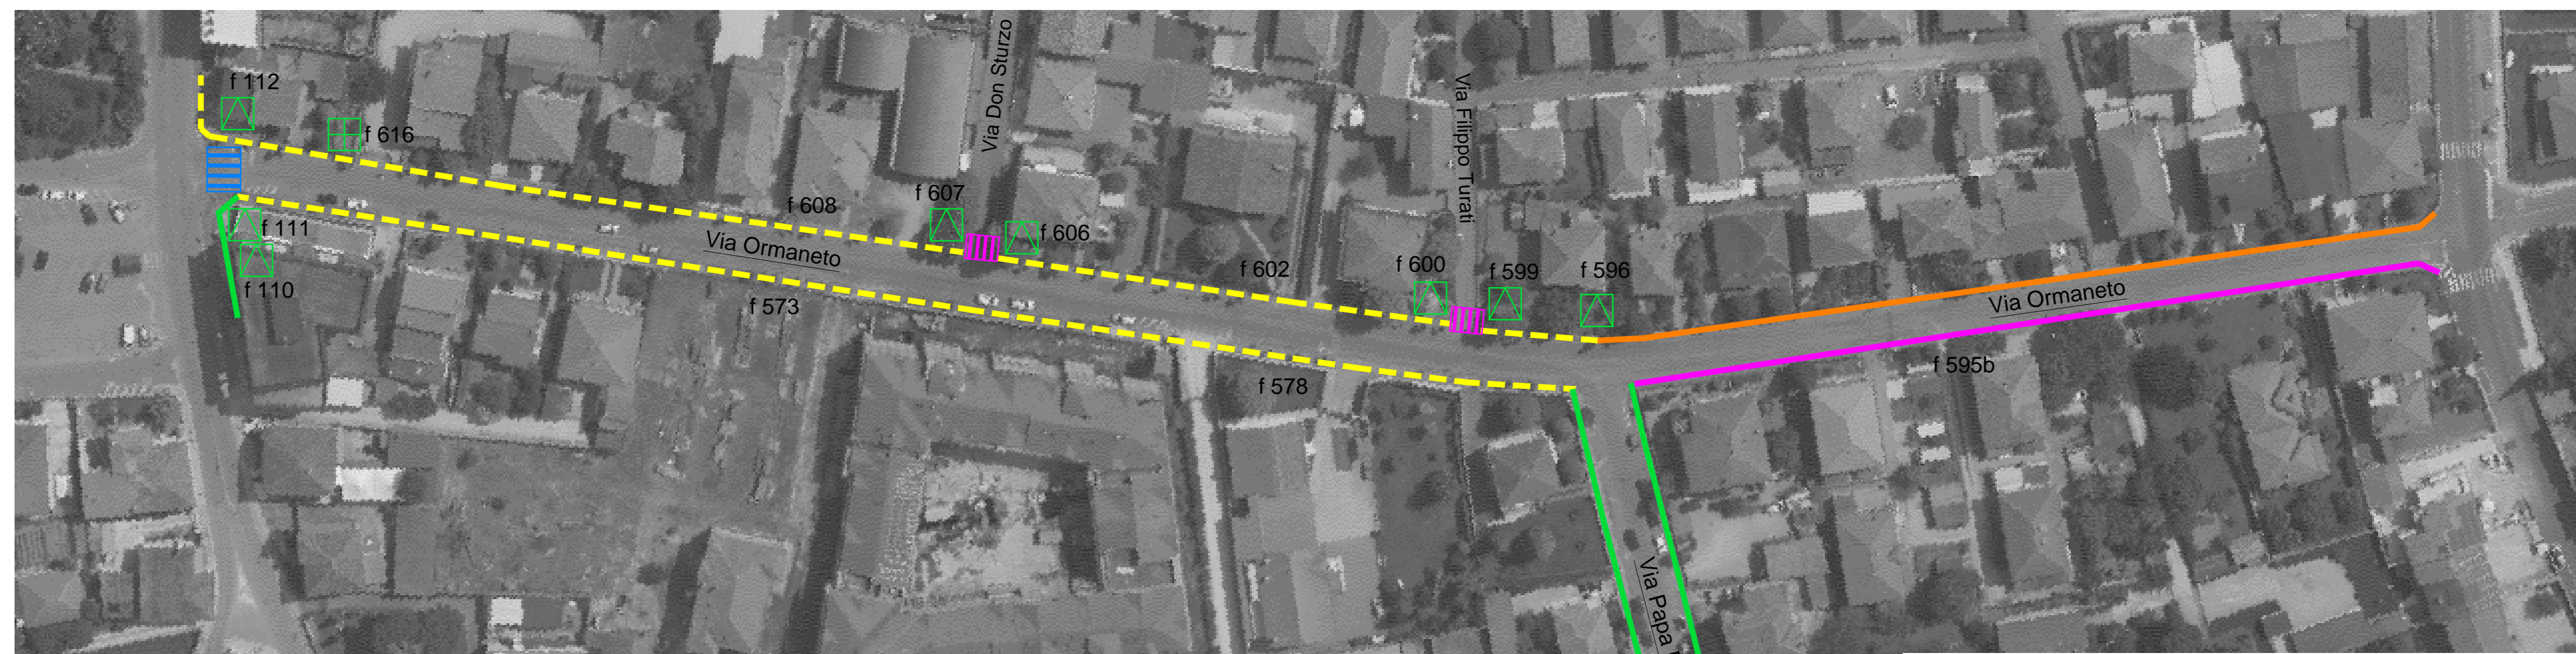 f 112
f 616
Via Don Sturzo
Via Filippo Turati
f 608
f 607
f 606
f 111
f 110
Via Ormaneto
f 573
f 602
f 600
f 599
f 596
f 578
Via Ormaneto
f 595b
Via Papa